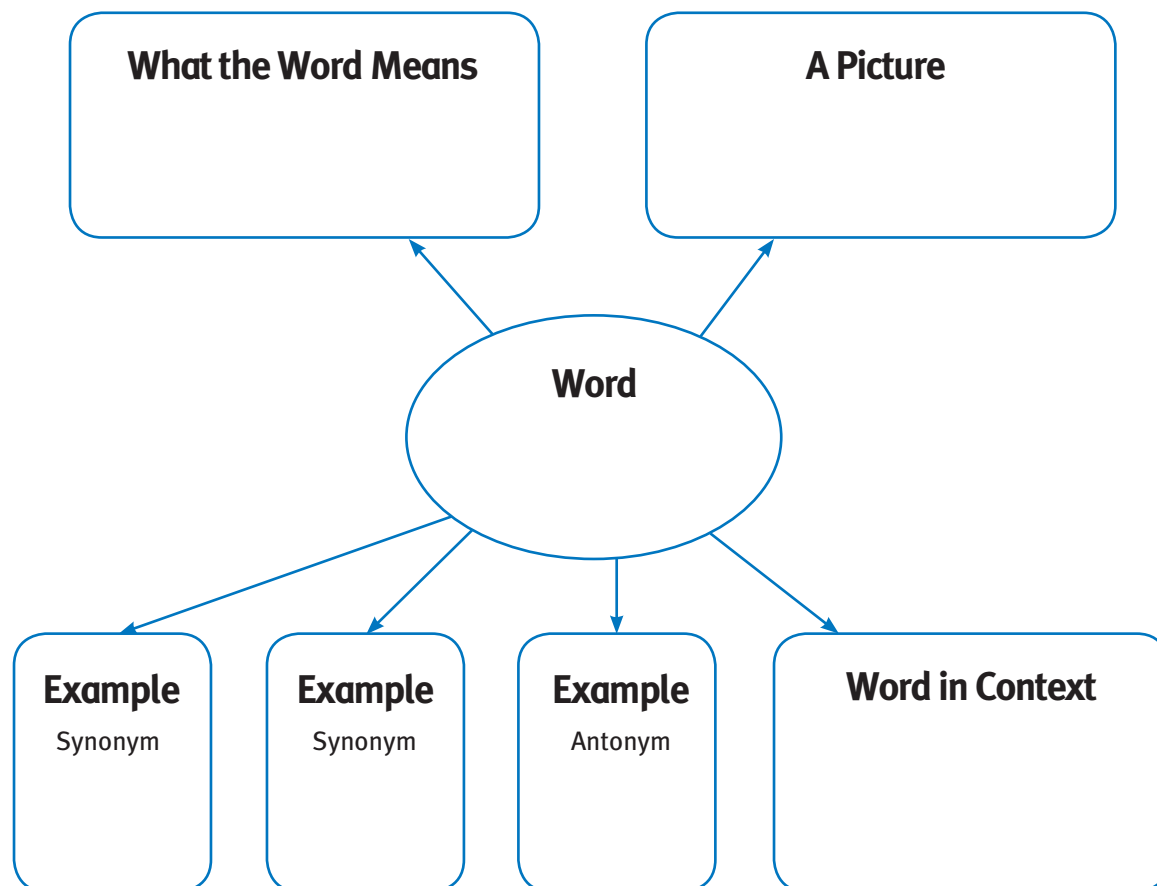 What the Word Means
A Picture
Word
Example
Synonym
Example
Synonym
Example
Antonym
Word in Context